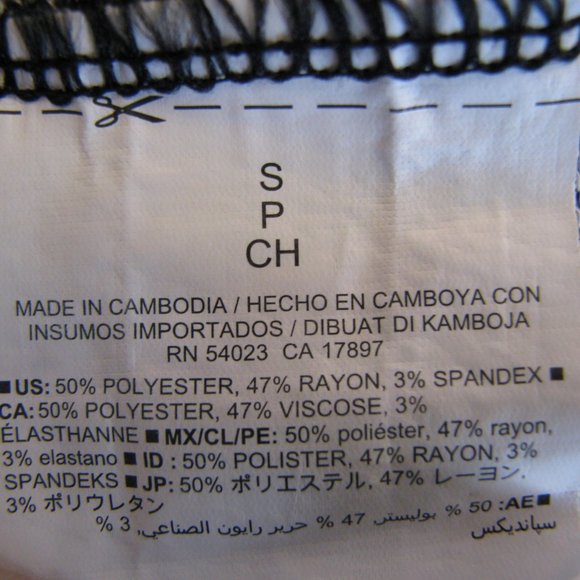 S
P
CH
MADE IN CAMBODIA / HECHO EN CAMBOYA CON
INSUMOS IMPORTADOS / DIBUAT DI KAMBOJA
RN 54023 CA 17897
■US: 50% POLYESTER, 47% RAYON, 3% SPANDEX ■
CA: 50% POLYESTER, 47% VISCOSE, 3%
ÉLASTHANNE ■ MX/CL/PE: 50% poliéster, 47% rayon,
3% elastano ■ ID : 50% POLISTER, 47% RAYON, 3%
SPANDEKS ■ JP: 50% ポリエステル, 47% レーヨン.
3% ポリウレタン
■AE: 50 % بوليستر, 47 % حرير رايون الصناعي, 3 %
سپانديكس